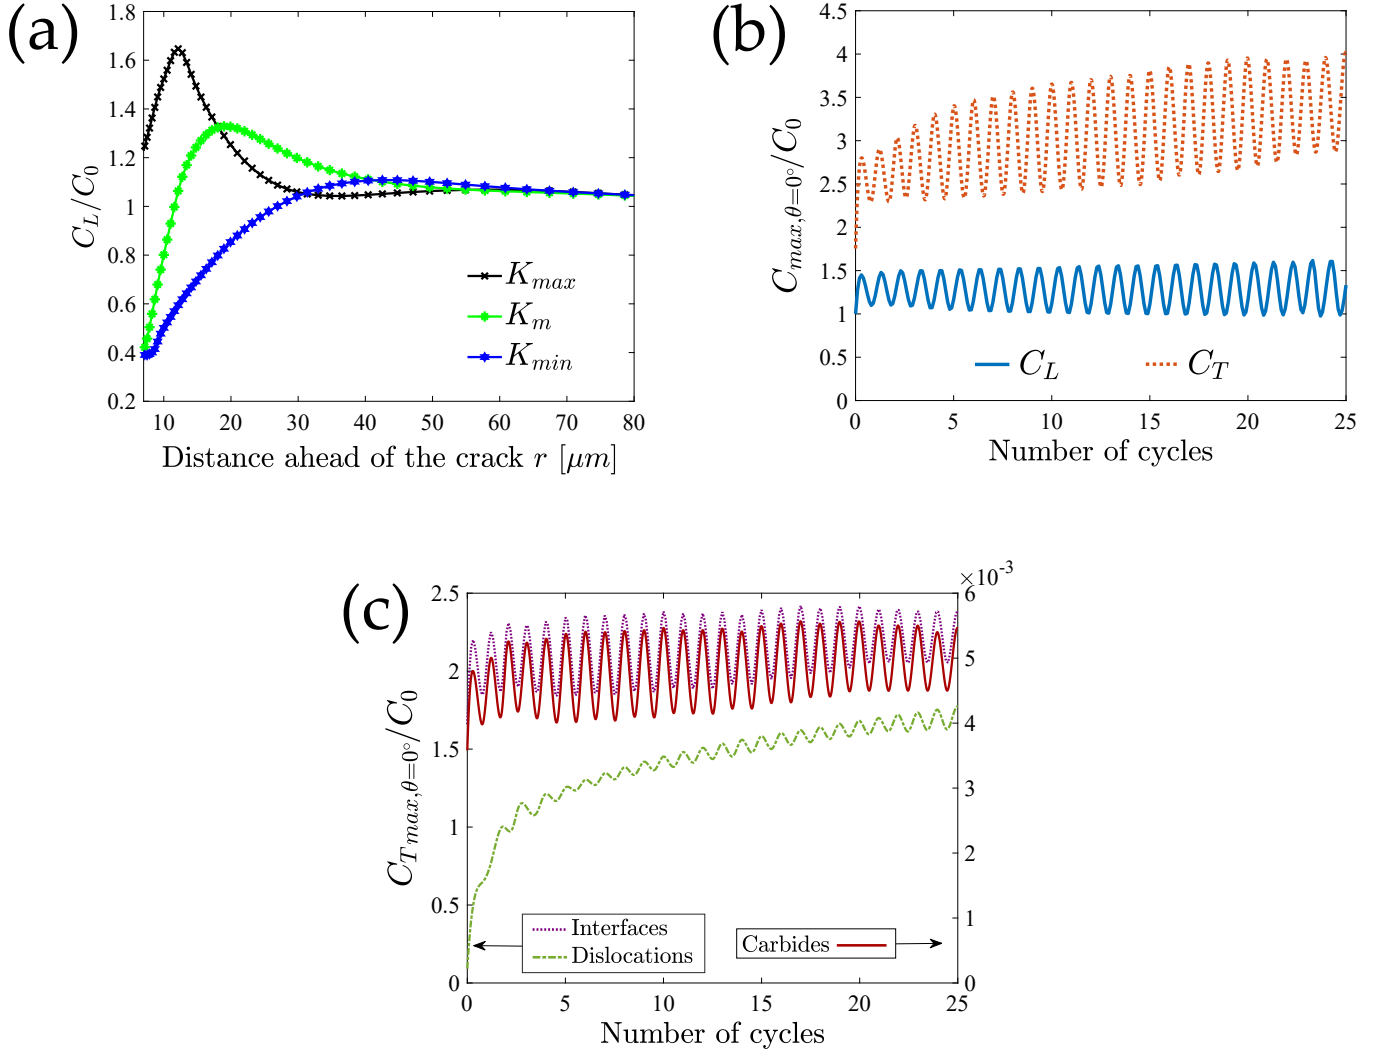 (a)
1.8
1.6
1.4
1.2
1
0.8
0.6
0.4
0.2
C_L/C_0
K_max
K_m
K_min
10 20 30 40 50 60 70 80
Distance ahead of the crack r [μm]
(b)
4.5
4
3.5
3
2.5
2
1.5
1
0.5
0
C_max,θ=0°/C_0
C_L C_T
0 5 10 15 20 25
Number of cycles
(c)
×10^-3
2.5
2
1.5
1
0.5
0
C_T max,θ=0°/C_0
6
5
4
3
2
1
0
Interfaces
Dislocations
Carbides
0 5 10 15 20 25
Number of cycles